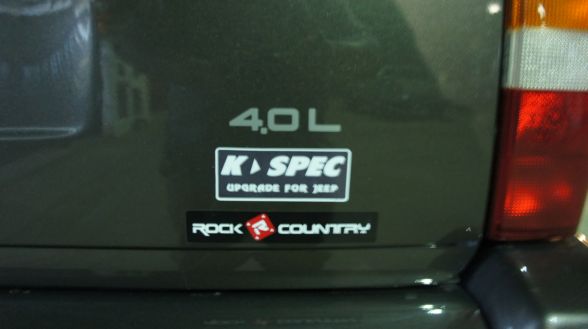 4.0 L
K SPEC
UPGRADE FOR JEEP
ROCK R COUNTRY